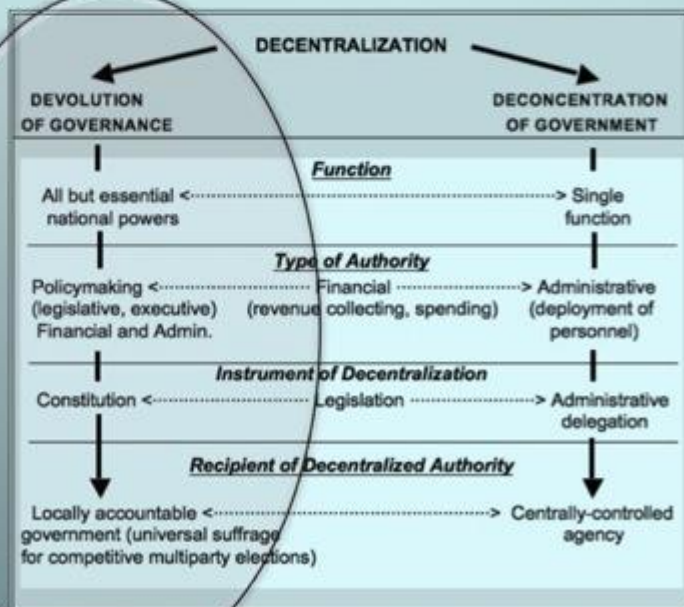 DECENTRALIZATION
DEVOLUTION
OF GOVERNANCE
DECONCENTRATION
OF GOVERNMENT
Function
All but essential <-----> Single
national powers function
Type of Authority
Policymaking <----- Financial -----> Administrative
(legislative, executive) (revenue collecting, spending) (deployment of
Financial and Admin. personnel)
Instrument of Decentralization
Constitution <----- Legislation -----> Administrative
delegation
Recipient of Decentralized Authority
Locally accountable <-----> Centrally-controlled
government (universal suffrage agency
for competitive multiparty elections)